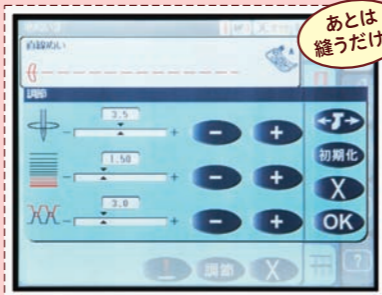 あとは
縫うだけ
直線ぬい
調節
3.5
- + - +
初期化
1.50
- + - +
X
3.0
- + - + OK
調節 X ?